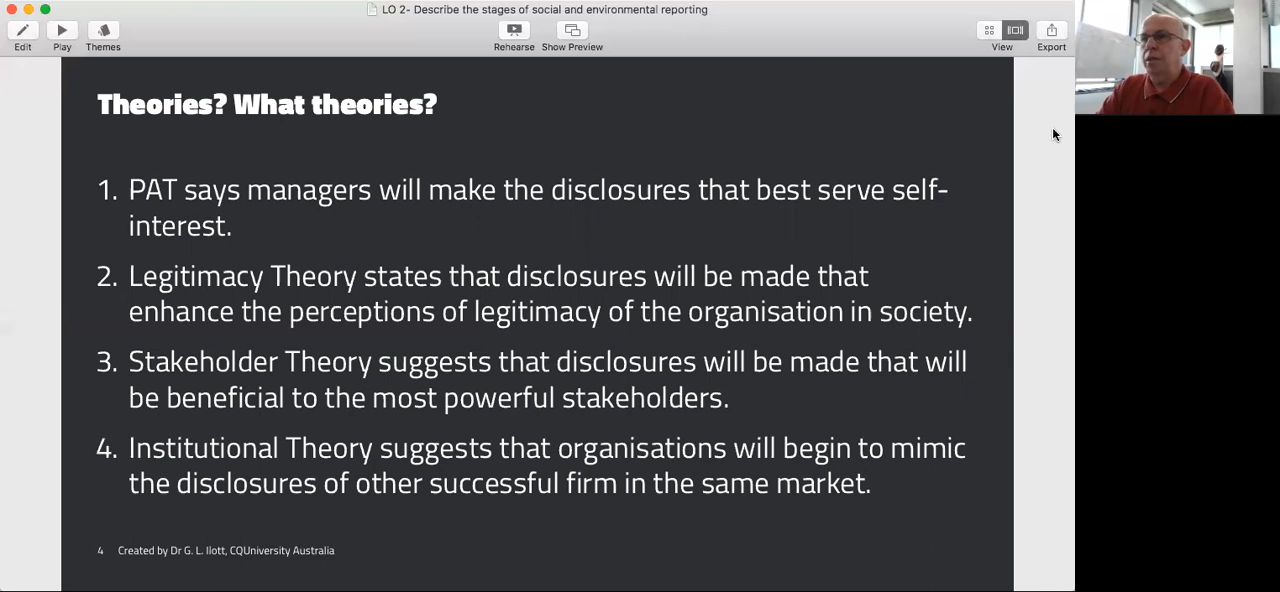 LO 2- Describe the stages of social and environmental reporting
Edit Play Themes Rehearse Show Preview View Export
Theories? What theories?
1. PAT says managers will make the disclosures that best serve self-
interest.
2. Legitimacy Theory states that disclosures will be made that
enhance the perceptions of legitimacy of the organisation in society.
3. Stakeholder Theory suggests that disclosures will be made that will
be beneficial to the most powerful stakeholders.
4. Institutional Theory suggests that organisations will begin to mimic
the disclosures of other successful firm in the same market.
4 Created by Dr G. L. Ilott, CQUniversity Australia